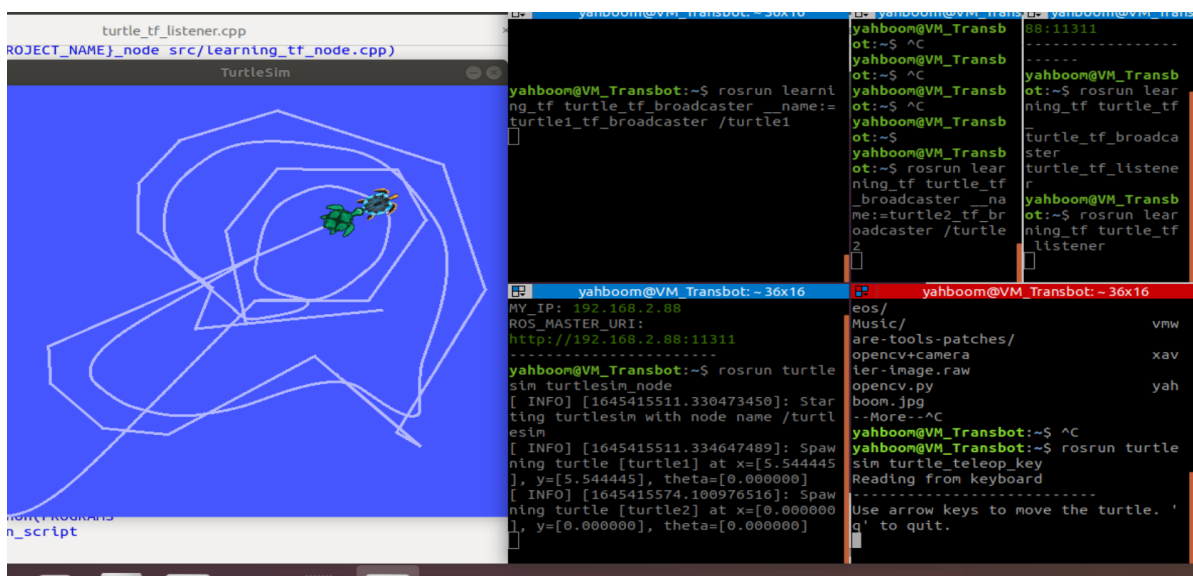 turtle_tf_listener.cpp
ROJECT_NAME}_node src/learning_tf_node.cpp)
TurtleSim
n_script
yahboom@VM_Transbot: ~ 36x16
yahboom@VM_Transbot:~$ rosrun learni
ng_tf turtle_tf_broadcaster __name:=
turtle1_tf_broadcaster /turtle1
yahboom@VM_Trans
yahboom@VM_Transb
ot:~$ ^C
yahboom@VM_Transb
ot:~$ ^C
yahboom@VM_Transb
ot:~$ ^C
yahboom@VM_Transb
ot:~$
yahboom@VM_Transb
ot:~$ rosrun lear
ning_tf turtle_tf
_broadcaster __na
me:=turtle2_tf_br
oadcaster /turtle
2
yahboom@VM_Trans
88:11311
-----------------
------
yahboom@VM_Transb
ot:~$ rosrun lear
ning_tf turtle_tf
_
turtle_tf_broadca
ster
turtle_tf_listene
r
yahboom@VM_Transb
ot:~$ rosrun lear
ning_tf turtle_tf
_listener
yahboom@VM_Transbot: ~ 36x16
MY_IP: 192.168.2.88
ROS_MASTER_URI:
http://192.168.2.88:11311
-----------------------
yahboom@VM_Transbot:~$ rosrun turtle
sim turtlesim_node
[ INFO] [1645415511.330473450]: Star
ting turtlesim with node name /turtl
esim
[ INFO] [1645415511.334647489]: Spaw
ning turtle [turtle1] at x=[5.544445
], y=[5.544445], theta=[0.000000]
[ INFO] [1645415574.100976516]: Spaw
ning turtle [turtle2] at x=[0.000000
], y=[0.000000], theta=[0.000000]
yahboom@VM_Transbot: ~ 36x16
eos/
Music/ vmw
are-tools-patches/
opencv+camera xav
ier-image.raw
opencv.py yah
boom.jpg
--More--^C
yahboom@VM_Transbot:~$ ^C
yahboom@VM_Transbot:~$ rosrun turtle
sim turtle_teleop_key
Reading from keyboard
---------------------------
Use arrow keys to move the turtle. '
q' to quit.